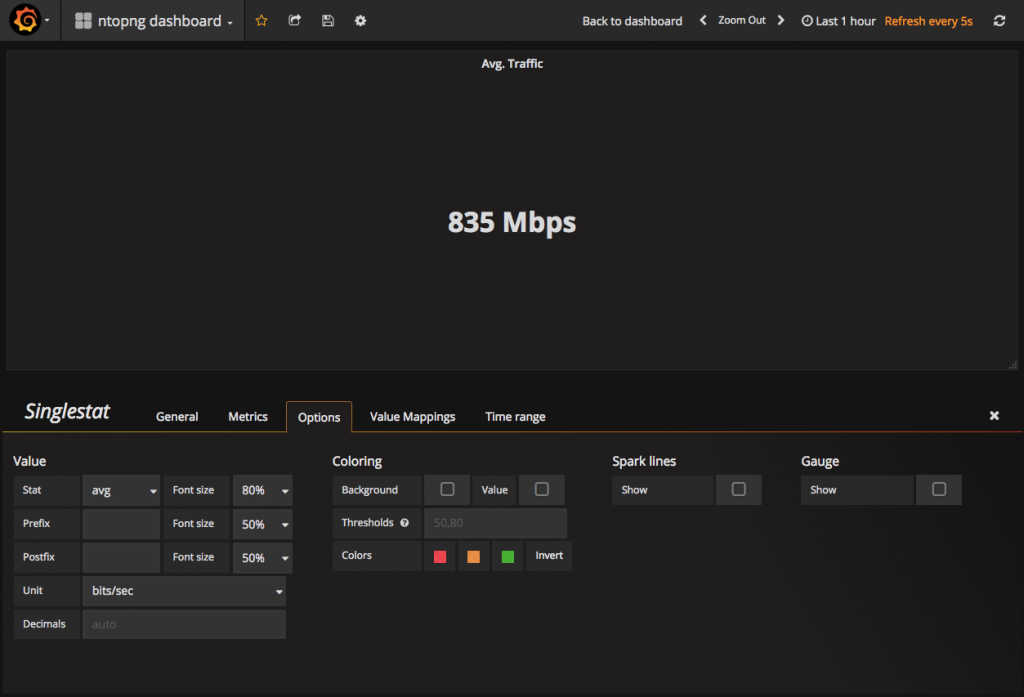 ntopng dashboard Back to dashboard Zoom Out Last 1 hour Refresh every 5s
Avg. Traffic
835 Mbps
Singlestat General Metrics Options Value Mappings Time range
Value Coloring Spark lines Gauge
Stat avg Font size 80% Background Value Show Show
Prefix Font size 50% Thresholds 50,80
Postfix Font size 50% Colors Invert
Unit bits/sec
Decimals auto